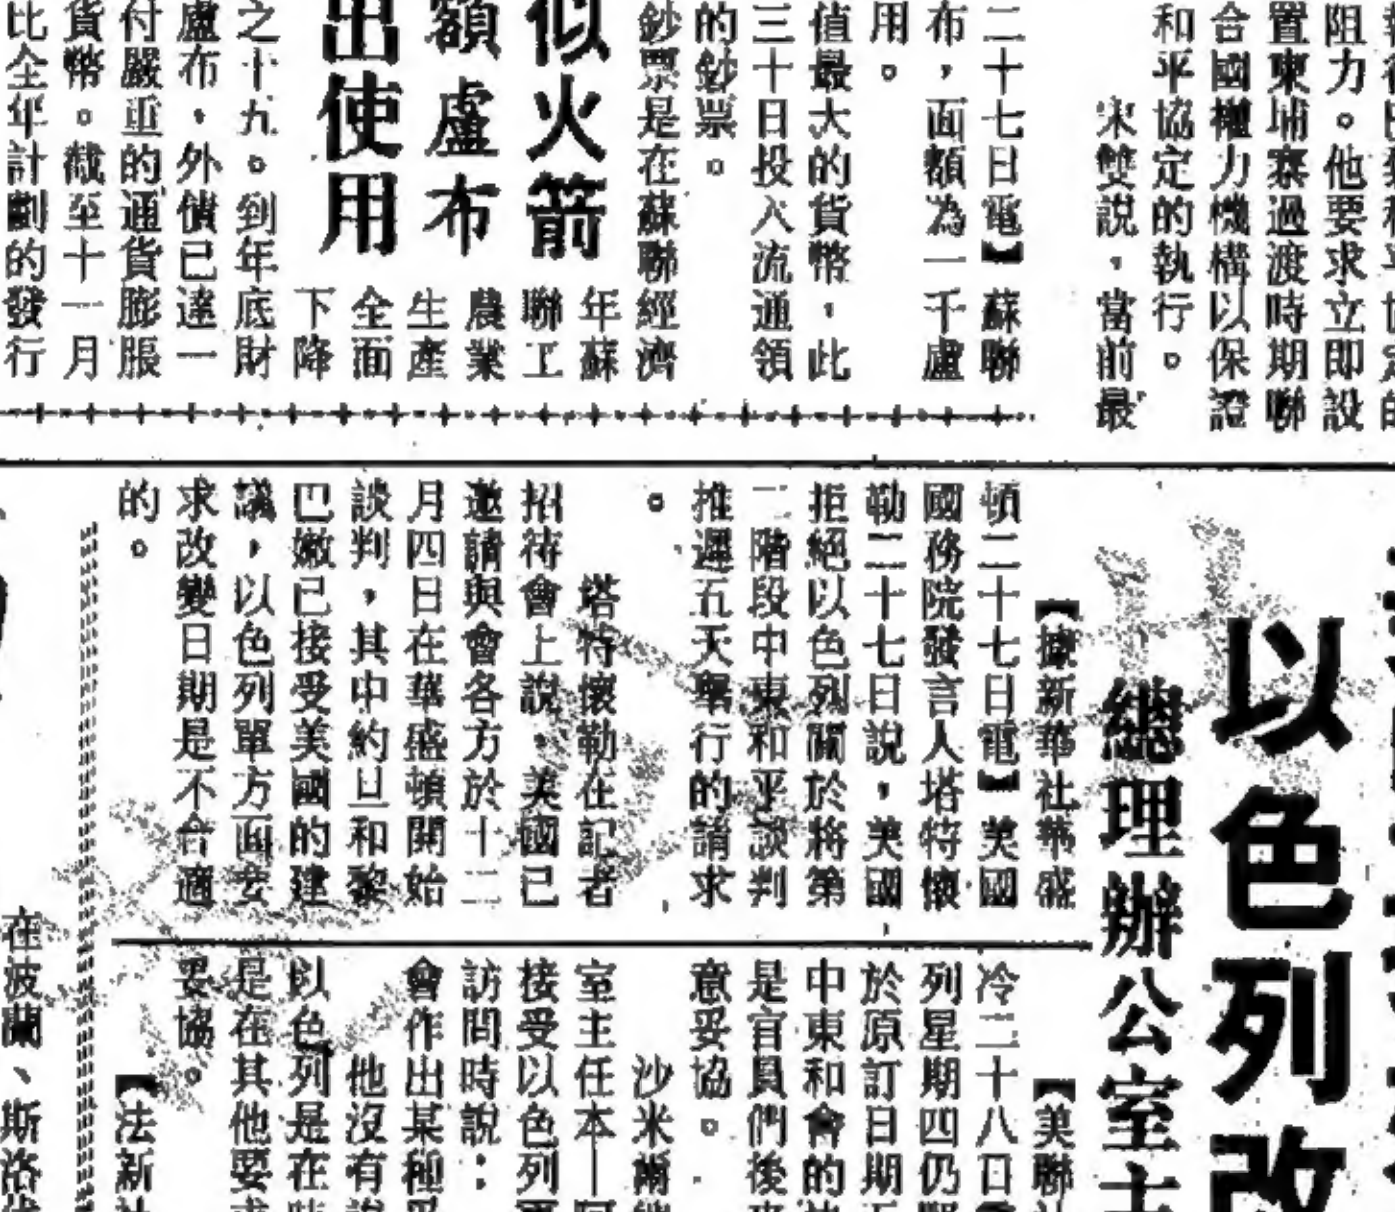 阻力。他要求立即設
置柬埔寨過渡時期聯
合國權力機構以保證
和平協定的執行。
宋雙說，當前最
二十七日電】蘇聯
布，面額為一千盧
用。
值最大的貨幣，此
三十日投入流通領
的鈔票。
鈔票是在蘇聯經濟
似火箭
額盧布
出使用
年蘇
聯工
農業
生產
全面
下降
之十九。到年底財
盧布，外債已達一
付嚴重的通貨膨脹
貨幣。截至十一月
比全年計劃的發行
以色列改
總理辦公室主
【據新華社華盛
頓二十七日電】美國
國務院發言人塔特懷
勒二十七日說，美國
拒絕以色列關於將第
二階段中東和平談判
推遲五天舉行的請求
。
塔特懷勒在記者
招待會上說，美國已
邀請與會各方於十二
月四日在華盛頓開始
談判，其中約旦和黎
巴嫩已接受美國的建
議，以色列單方面要
求改變日期是不合適
的。
【美聯社
冷二十八日電
列星期四仍堅
於原訂日期五
中東和會的
是官員們後來
意妥協。
沙米爾總
室主任本—阿
接受以色列
訪問時說：
會作出某種妥
他沒有說
以色列是在
是在其他要求
妥協。
【法新社
在波蘭、斯洛伐